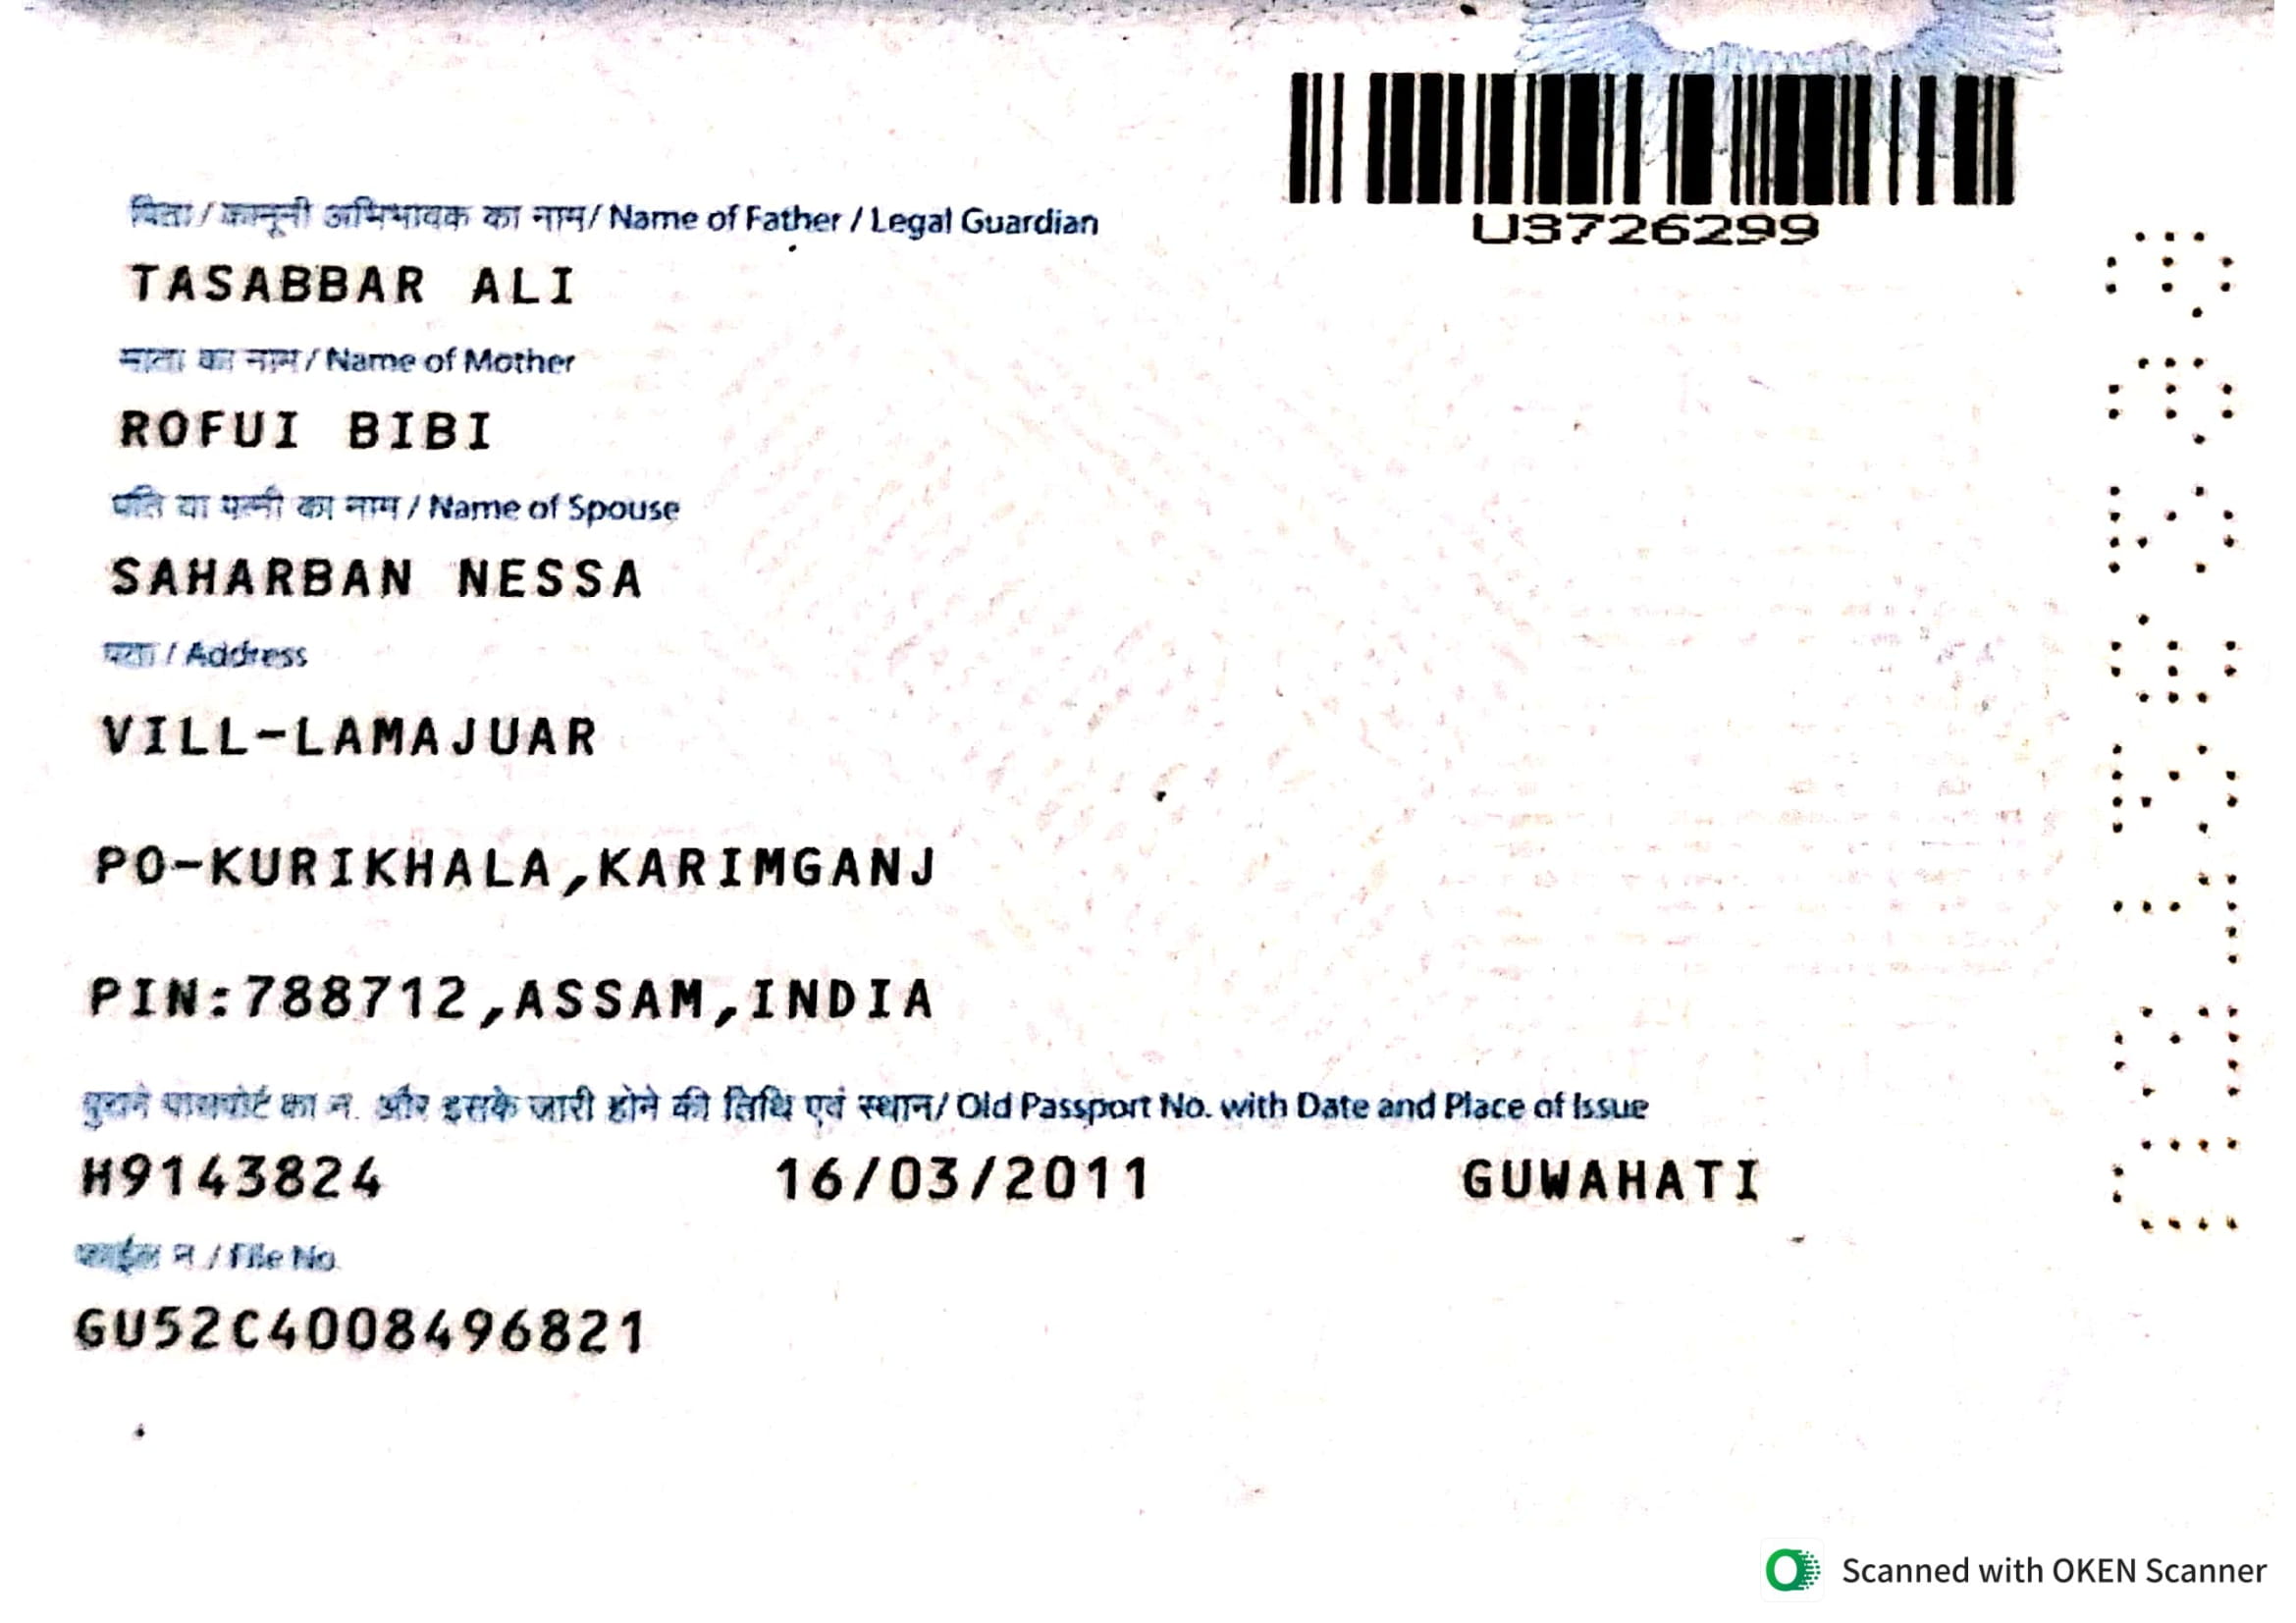 U3726299
पिता / कानूनी अभिभावक का नाम / Name of Father / Legal Guardian
TASABBAR ALI
माता का नाम / Name of Mother
ROFUI BIBI
पति या पत्नी का नाम / Name of Spouse
SAHARBAN NESSA
पता / Address
VILL-LAMAJUAR
PO-KURIKHALA,KARIMGANJ
PIN:788712,ASSAM,INDIA
पुराने पासपोर्ट का न. और इसके जारी होने की तिथि एवं स्थान / Old Passport No. with Date and Place of Issue
H9143824 16/03/2011 GUWAHATI
फाईल न / File No.
GU52C4008496821
U3726299
Scanned with OKEN Scanner